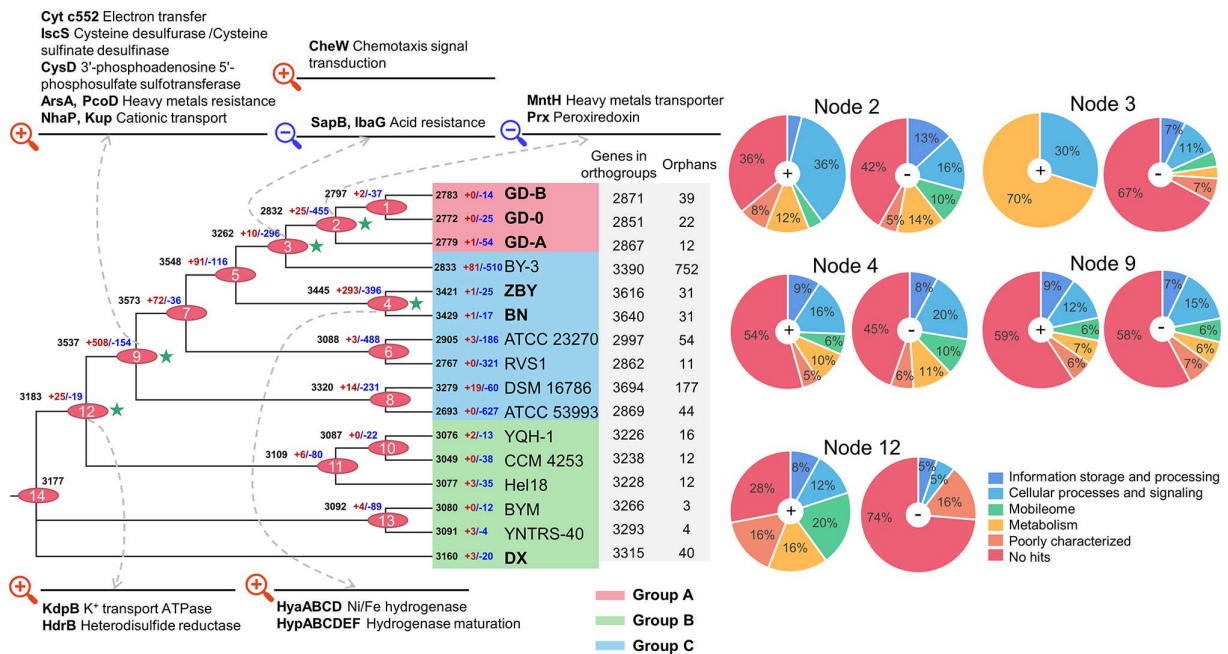 Cyt c552 Electron transfer
IscS Cysteine desulfurase /Cysteine
sulfinate desulfinase
CysD 3'-phosphoadenosine 5'-
phosphosulfate sulfotransferase
ArsA, PcoD Heavy metals resistance
NhaP, Kup Cationic transport
CheW Chemotaxis signal
transduction
SapB, IbaG Acid resistance
MntH Heavy metals transporter
Prx Peroxiredoxin
Genes in
orthogroups
Orphans
2797 +2/-37
1
2783 +0/-14 GD-B 2871 39
2832 +25/-455
2
2772 +0/-25 GD-0 2851 22
3262 +10/-296
3
2779 +1/-54 GD-A 2867 12
3548 +91/-116
5
2833 +81/-510 BY-3 3390 752
3445 +293/-396
4
3421 +1/-25 ZBY 3616 31
3573 +72/-36
7
3429 +1/-17 BN 3640 31
3088 +3/-488
6
2905 +3/-186 ATCC 23270 2997 54
3537 +508/-154
9
2767 +0/-321 RVS1 2862 11
3320 +14/-231
8
3279 +19/-60 DSM 16786 3694 177
3183 +25/-19
12
2693 +0/-627 ATCC 53993 2869 44
3087 +0/-22
10
3076 +2/-13 YQH-1 3226 16
3109 +6/-80
11
3049 +0/-38 CCM 4253 3238 12
3077 +3/-35 Hel18 3228 12
3177
14
3092 +4/-89
13
3080 +0/-12 BYM 3266 3
3091 +3/-4 YNTRS-40 3293 4
3160 +3/-20 DX 3315 40
KdpB K+ transport ATPase
HdrB Heterodisulfide reductase
HyaABCD Ni/Fe hydrogenase
HypABCDEF Hydrogenase maturation
Group A
Group B
Group C
Node 2
+
36%
12%
8%
36%
-
13%
16%
10%
14%
5%
42%
Node 3
+
30%
70%
-
7%
11%
7%
67%
Node 4
+
9%
16%
6%
10%
5%
54%
-
8%
20%
10%
11%
6%
45%
Node 9
+
9%
12%
6%
7%
6%
59%
-
7%
15%
6%
6%
7%
58%
Node 12
+
8%
12%
20%
16%
16%
28%
-
5%
5%
16%
74%
Information storage and processing
Cellular processes and signaling
Mobileome
Metabolism
Poorly characterized
No hits